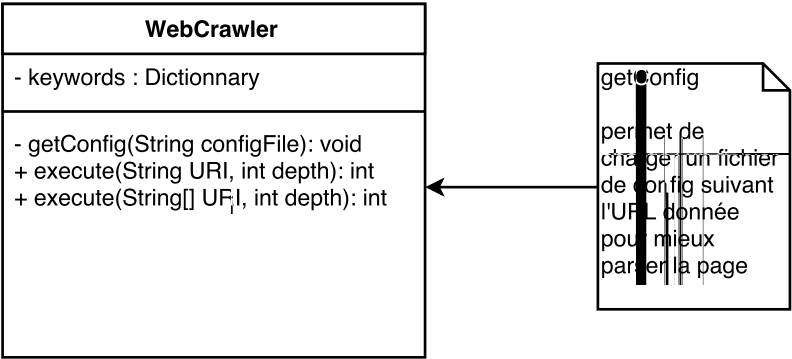 WebCrawler
- keywords : Dictionnary
- getConfig(String configFile): void
+ execute(String URI, int depth): int
+ execute(String[] URI, int depth): int
getConfig
permet de
charger un fichier
de config suivant
l'URL donnée
pour mieux
parser la page